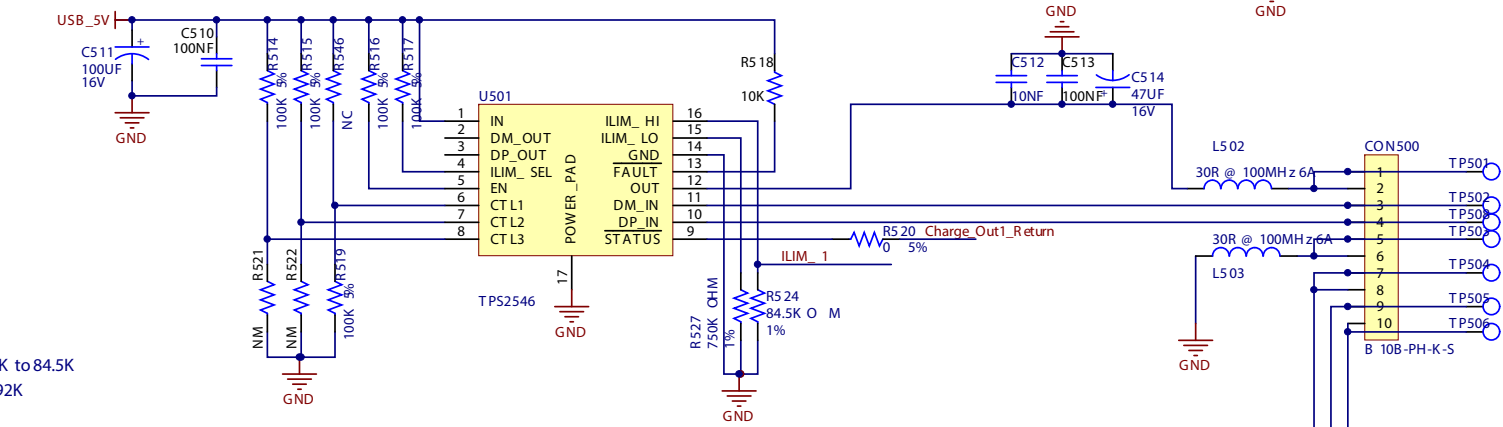 GND
GND
USB_5V
C510
100NF
C511
100UF
16V
R514
100K 5%
R515
100K 5%
R546
NC
R516
100K 5%
R517
100K 5%
R518
10K
C512
10NF
C513
100NF
C514
47UF
16V
GND
U501
1 IN
2 DM_OUT
3 DP_OUT
4 ILIM_ SEL
5 EN
6 CTL1
7 CTL2
8 CTL3
POWER_PAD
17
ILIM_ HI 16
ILIM_ LO 15
GND 14
FAULT 13
OUT 12
DM_IN 11
DP_IN 10
STATUS 9
TPS2546
GND
R521
NM
R522
NM
R519
100K 5%
GND
R520
0 5%
Charge_Out1_Return
ILIM_ 1
R527
750K OHM
1%
R524
84.5K O M
1%
GND
L502
30R @ 100MHz 6A
30R @ 100MHz 6A
L503
GND
CON500
1
2
3
4
5
6
7
8
9
10
B 10B-PH-K-S
TP501
TP502
TP508
TP503
TP504
TP505
TP506
K to 84.5K
92K